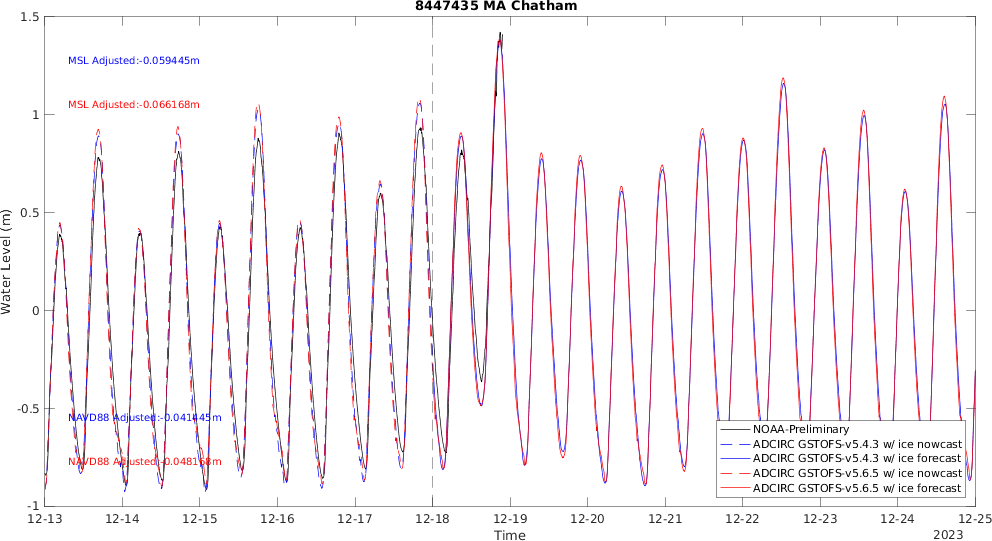 8447435 MA Chatham
1.5
1
0.5
0
-0.5
-1
Water Level (m)
MSL Adjusted:-0.059445m
MSL Adjusted:-0.066168m
NAVD88 Adjusted:-0.041445m
NAVD88 Adjusted:-0.048168m
NOAA-Preliminary
ADCIRC GSTOFS-v5.4.3 w/ ice nowcast
ADCIRC GSTOFS-v5.4.3 w/ ice forecast
ADCIRC GSTOFS-v5.6.5 w/ ice nowcast
ADCIRC GSTOFS-v5.6.5 w/ ice forecast
12-13 12-14 12-15 12-16 12-17 12-18 12-19 12-20 12-21 12-22 12-23 12-24 12-25
Time
2023